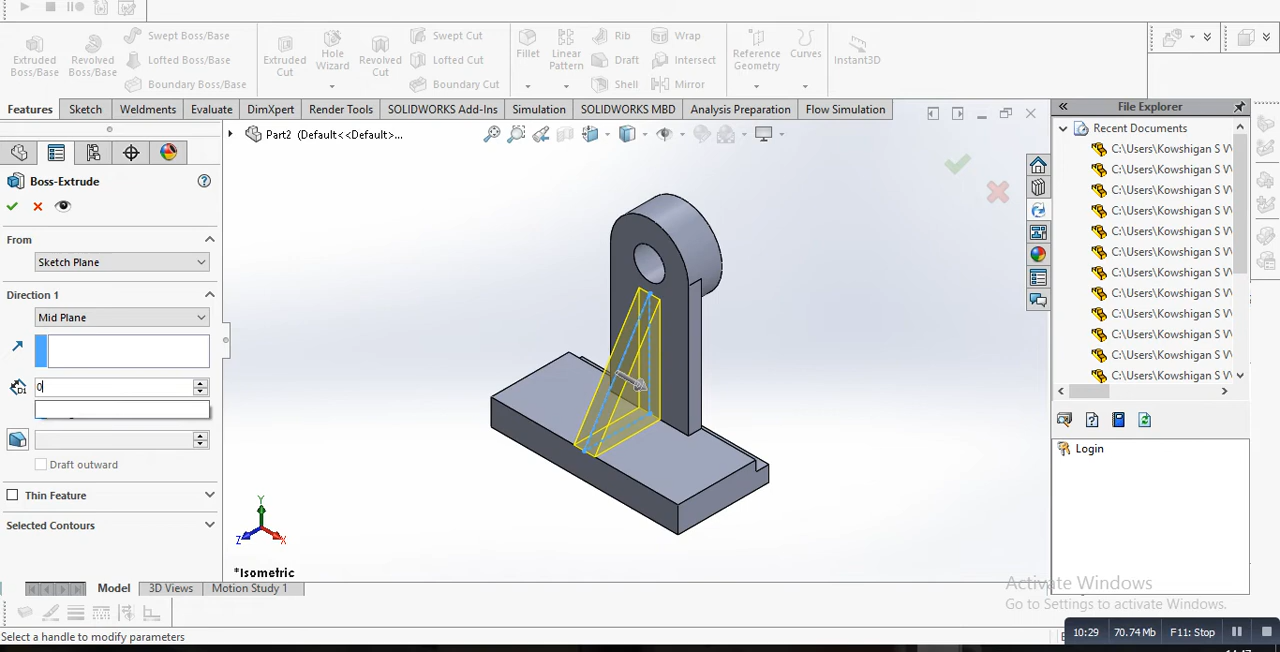 Extruded Boss/Base
Revolved Boss/Base
Swept Boss/Base
Lofted Boss/Base
Boundary Boss/Base
Extruded Cut
Hole Wizard
Revolved Cut
Swept Cut
Lofted Cut
Boundary Cut
Fillet
Linear Pattern
Rib
Draft
Shell
Wrap
Intersect
Mirror
Reference Geometry
Curves
Instant3D
Features
Sketch
Weldments
Evaluate
DimXpert
Render Tools
SOLIDWORKS Add-Ins
Simulation
SOLIDWORKS MBD
Analysis Preparation
Flow Simulation
Part2 (Default<<Default>...
Boss-Extrude
From
Sketch Plane
Direction 1
Mid Plane
D1
0
Draft outward
Thin Feature
Selected Contours
Y
Z
X
*Isometric
Model
3D Views
Motion Study 1
Select a handle to modify parameters
File Explorer
Recent Documents
C:\Users\Kowshigan S V
C:\Users\Kowshigan S V
C:\Users\Kowshigan S V
C:\Users\Kowshigan S V
C:\Users\Kowshigan S V
C:\Users\Kowshigan S V
C:\Users\Kowshigan S V
C:\Users\Kowshigan S V
C:\Users\Kowshigan S V
C:\Users\Kowshigan S V
C:\Users\Kowshigan S V
C:\Users\Kowshigan S V
Login
Activate Windows
Go to Settings to activate Windows.
10:29
70.74Mb
F11: Stop